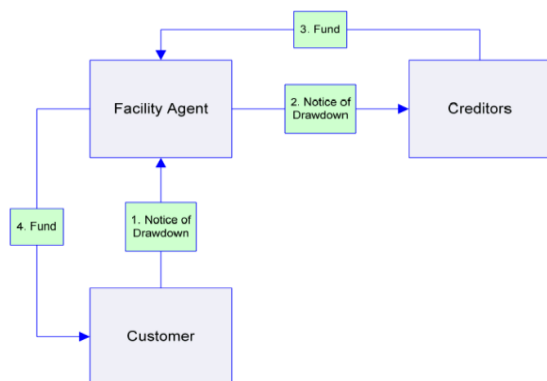 3. Fund
Facility Agent
2. Notice of
Drawdown
Creditors
4. Fund
1. Notice of
Drawdown
Customer